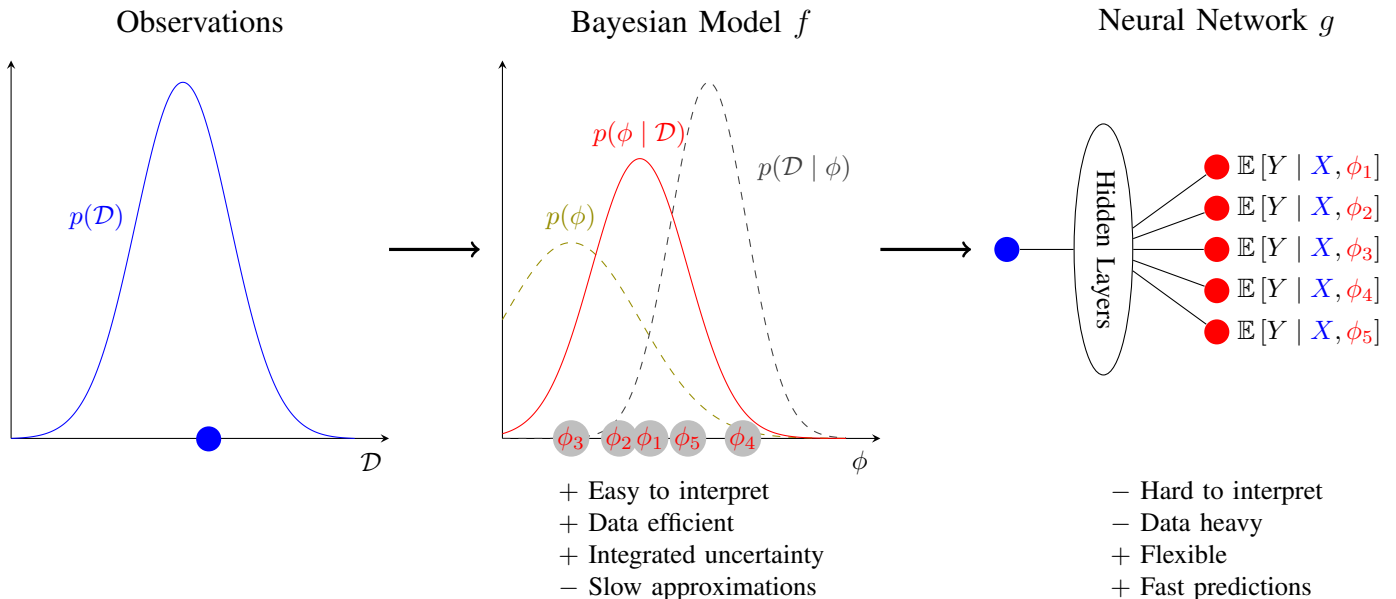 Observations
p(𝒟)
𝒟
Bayesian Model f
p(ϕ | 𝒟)
p(𝒟 | ϕ)
p(ϕ)
ϕ₃ ϕ₂ ϕ₁ ϕ₅ ϕ₄
ϕ
+ Easy to interpret
+ Data efficient
+ Integrated uncertainty
− Slow approximations
Neural Network g
Hidden Layers
𝔼 [Y | X, ϕ₁]
𝔼 [Y | X, ϕ₂]
𝔼 [Y | X, ϕ₃]
𝔼 [Y | X, ϕ₄]
𝔼 [Y | X, ϕ₅]
− Hard to interpret
− Data heavy
+ Flexible
+ Fast predictions